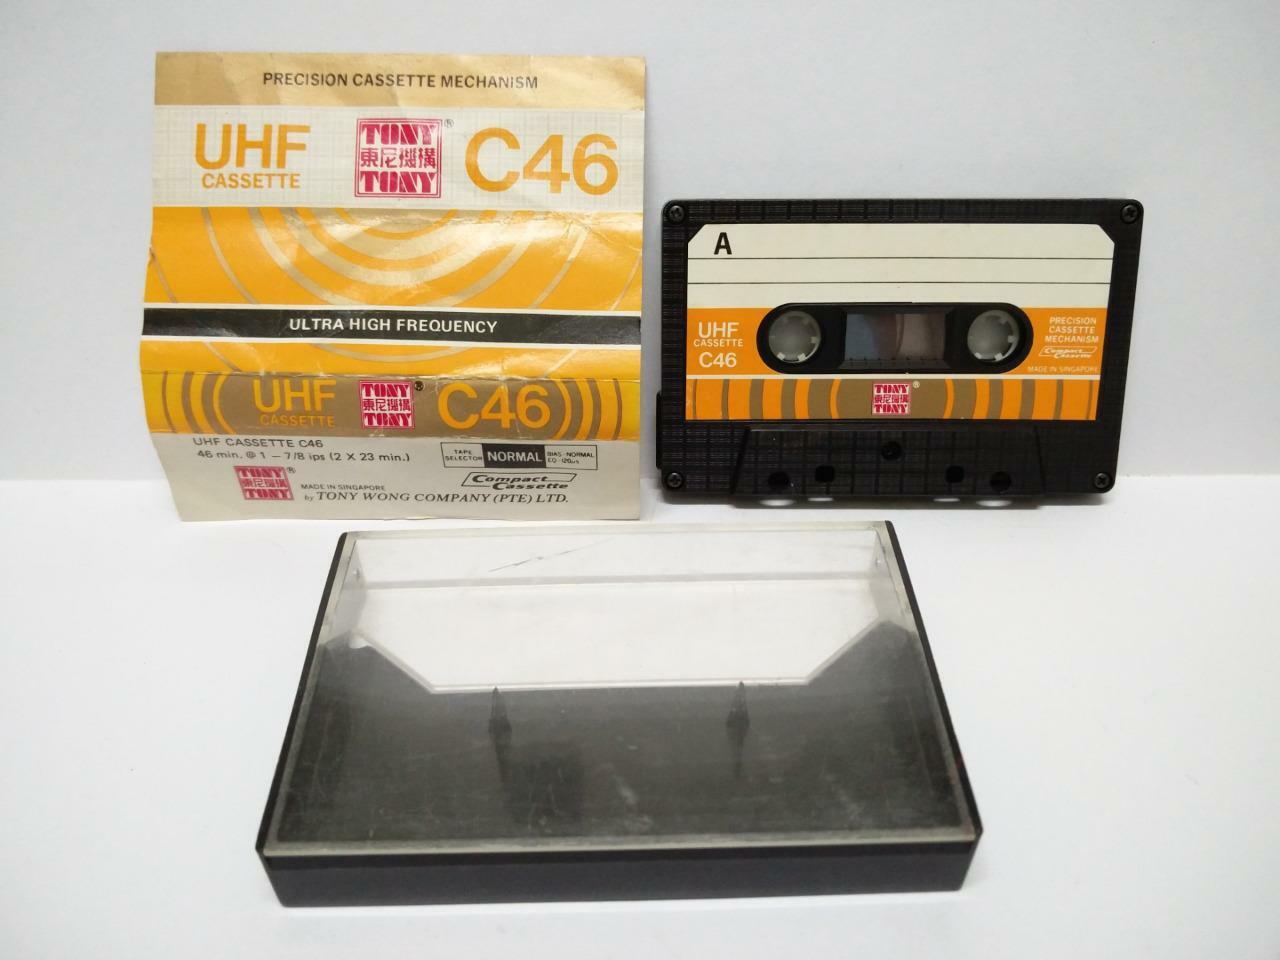 PRECISION CASSETTE MECHANISM
UHF
CASSETTE
TONY
東尼機構
TONY
®
C46
ULTRA HIGH FREQUENCY
UHF
CASSETTE
TONY
東尼機構
TONY
®
C46
UHF CASSETTE C46
46 min. @ 1 – 7/8 ips (2 X 23 min.)
TAPE
SELECTOR
NORMAL
BIAS-NORMAL
EQ-120µs
TONY
東尼機構
TONY
®
Compact
Cassette
MADE IN SINGAPORE
by TONY WONG COMPANY (PTE) LTD.
A
UHF
CASSETTE
C46
PRECISION
CASSETTE
MECHANISM
Compact
Cassette
MADE IN SINGAPORE
TONY
東尼機構
TONY
®